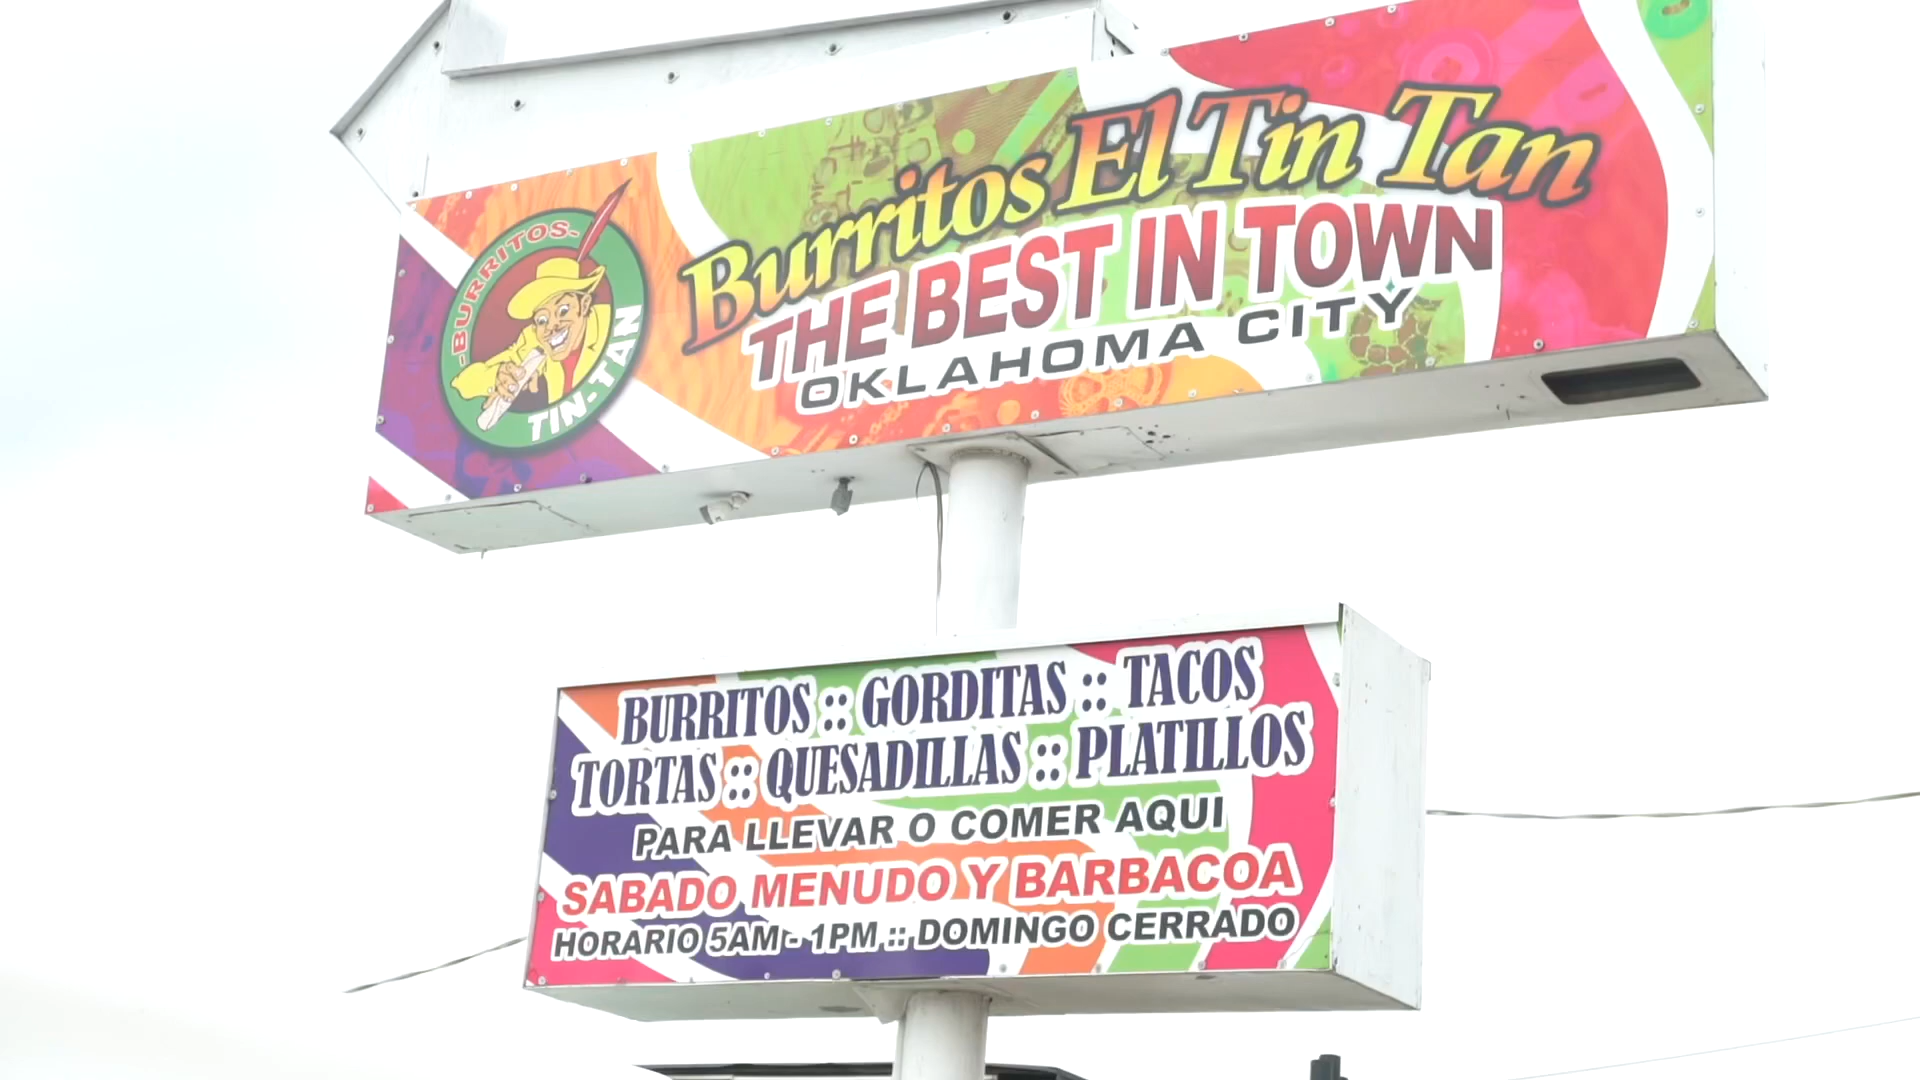 -BURRITOS-
TIN-TAN
Burritos El Tin Tan
THE BEST IN TOWN
OKLAHOMA CITY
BURRITOS :: GORDITAS :: TACOS
TORTAS :: QUESADILLAS :: PLATILLOS
PARA LLEVAR O COMER AQUI
SABADO MENUDO Y BARBACOA
HORARIO 5AM - 1PM :: DOMINGO CERRADO